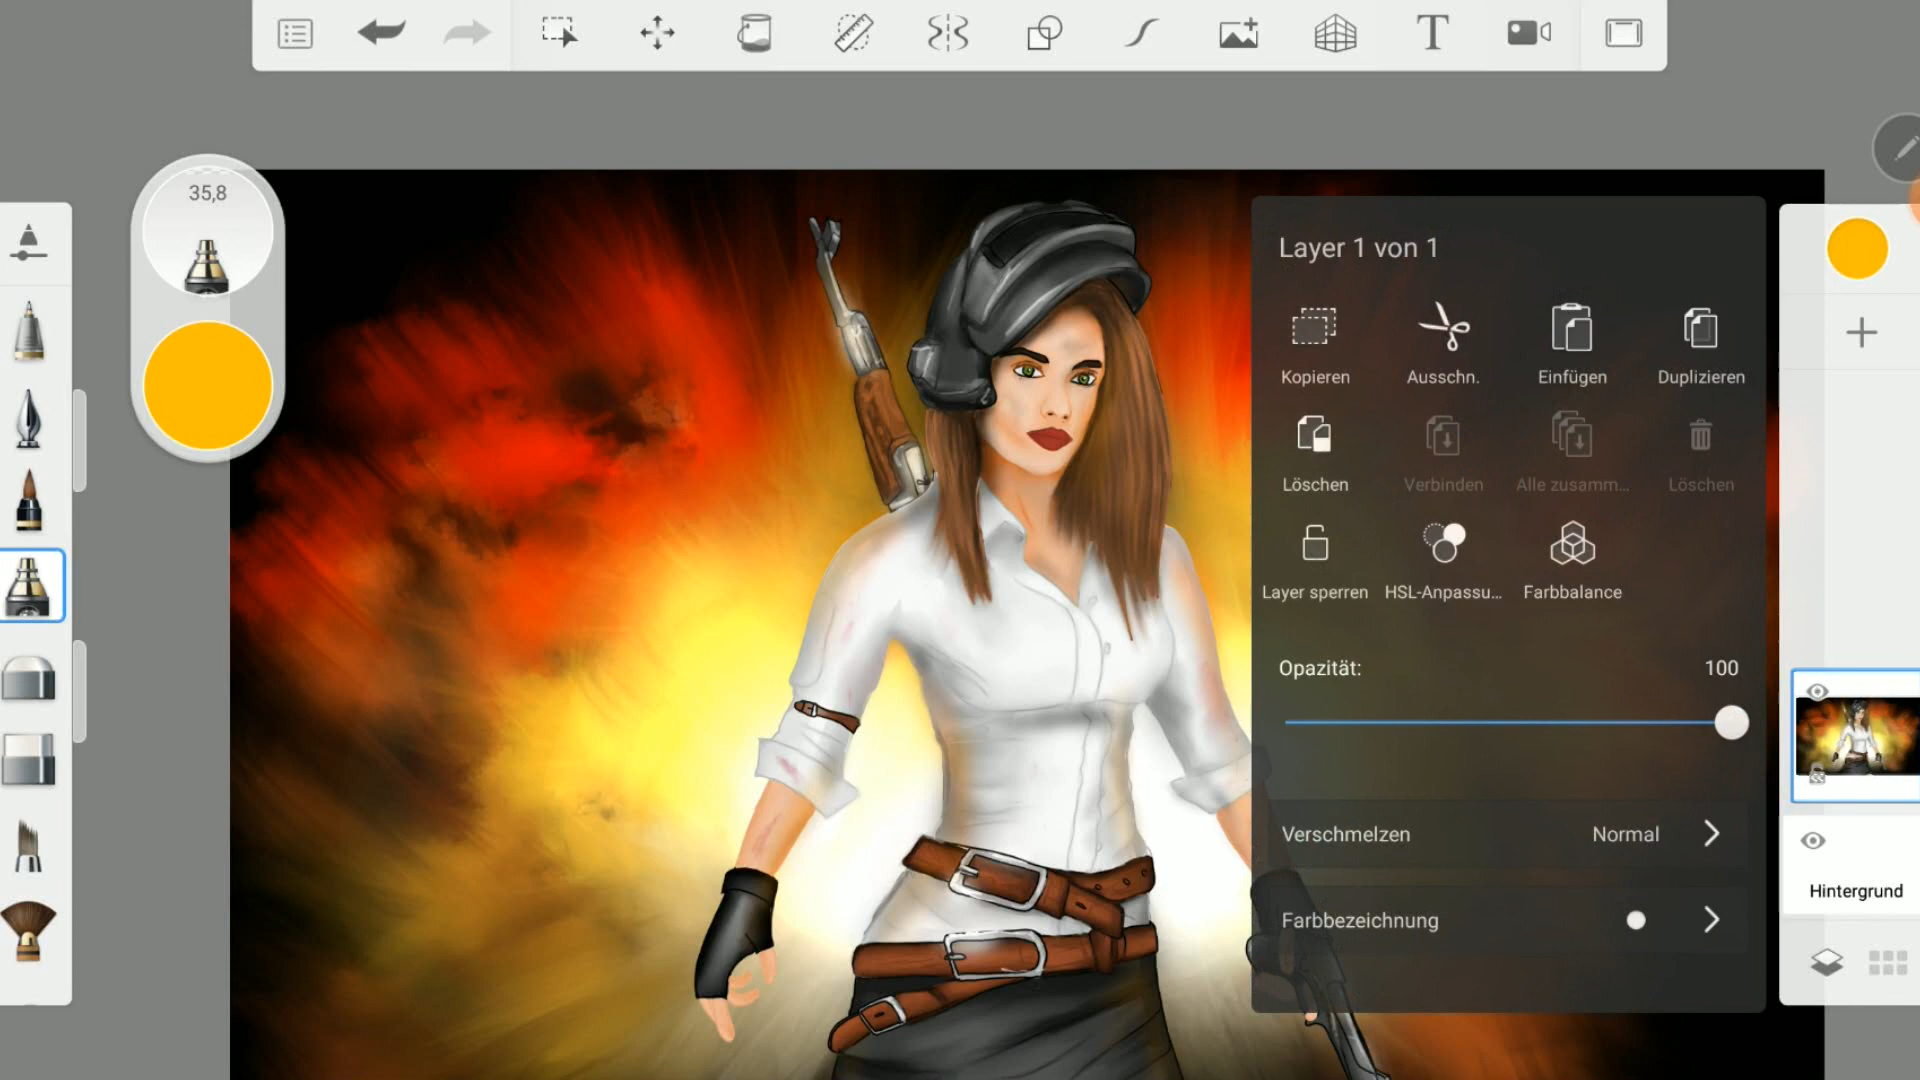 35,8
Layer 1 von 1
Kopieren Ausschn. Einfügen Duplizieren
Löschen Verbinden Alle zusamm... Löschen
Layer sperren HSL-Anpassu... Farbbalance
Opazität: 100
Verschmelzen Normal
Farbbezeichnung
Hintergrund